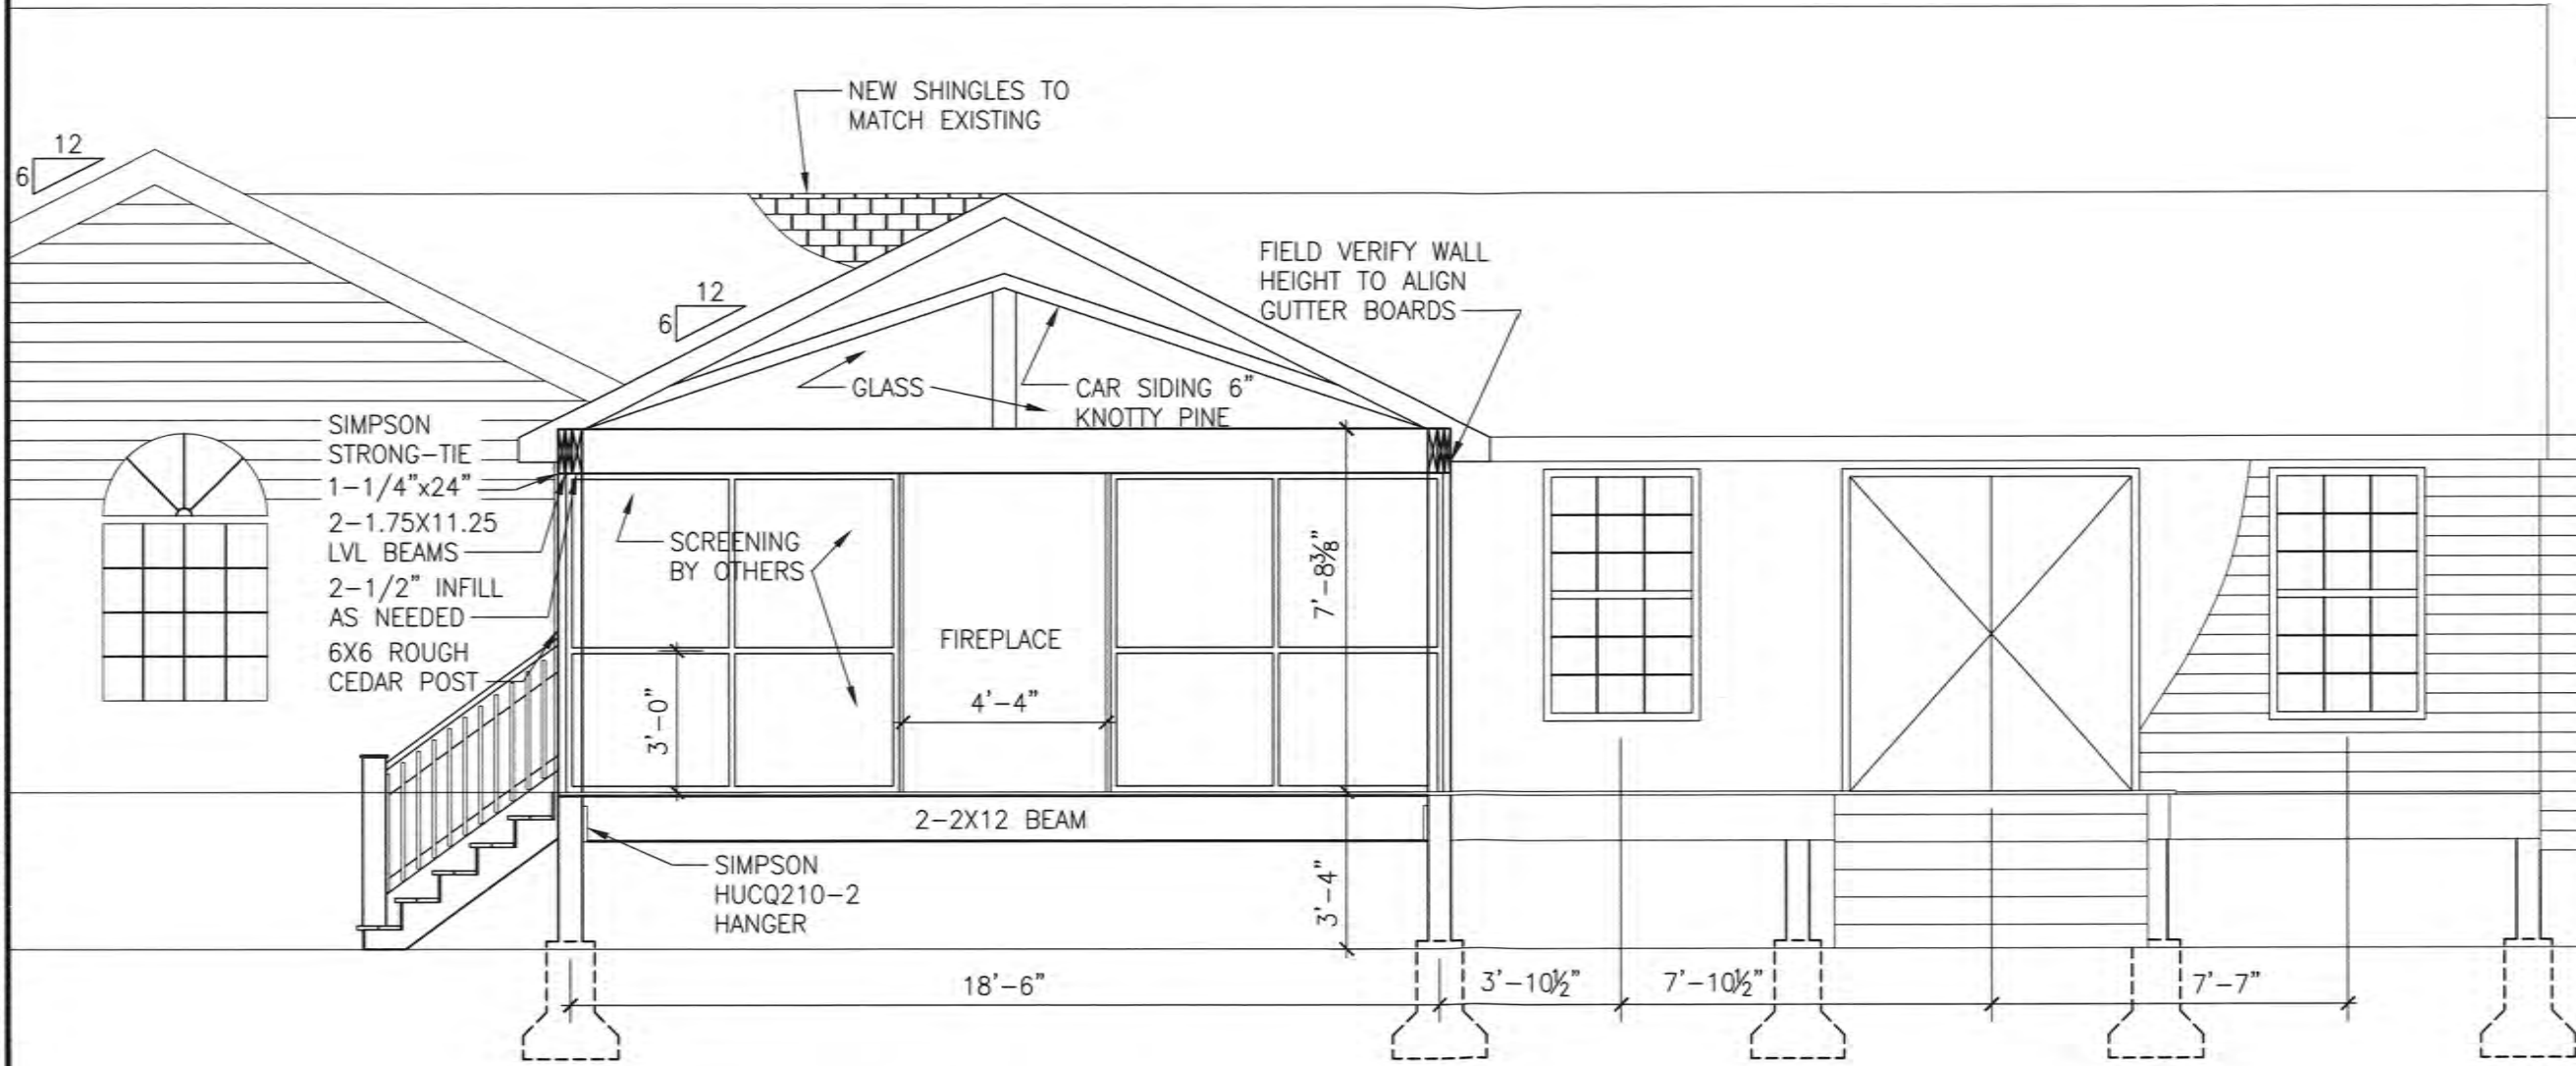 NEW SHINGLES TO
MATCH EXISTING
12
6
12
6
FIELD VERIFY WALL
HEIGHT TO ALIGN
GUTTER BOARDS
GLASS
CAR SIDING 6"
KNOTTY PINE
SIMPSON
STRONG-TIE
1-1/4"x24"
2-1.75X11.25
LVL BEAMS
2-1/2" INFILL
AS NEEDED
6X6 ROUGH
CEDAR POST
SCREENING
BY OTHERS
7'-8⅜"
FIREPLACE
4'-4"
3'-0"
2-2X12 BEAM
SIMPSON
HUCQ210-2
HANGER
3'-4"
18'-6"
3'-10½"
7'-10½"
7'-7"